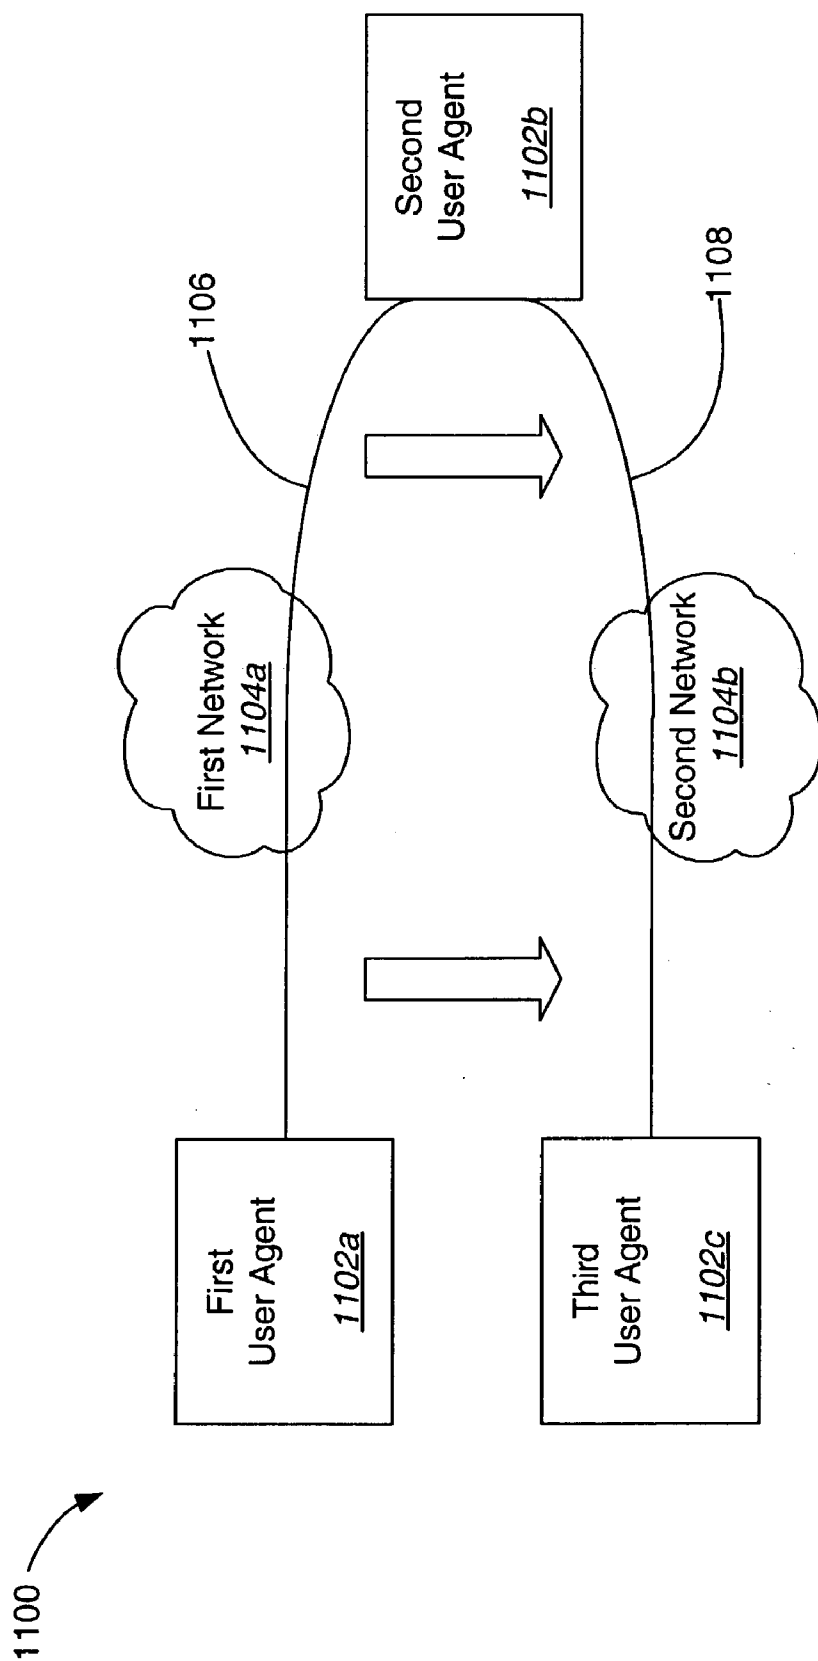 1100
First
User Agent
1102a
First Network
1104a
1106
Second
User Agent
1102b
Third
User Agent
1102c
Second Network
1104b
1108